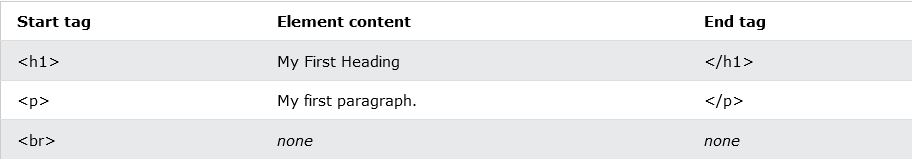 Start tag Element content End tag
<h1> My First Heading </h1>
<p> My first paragraph. </p>
<br> none none